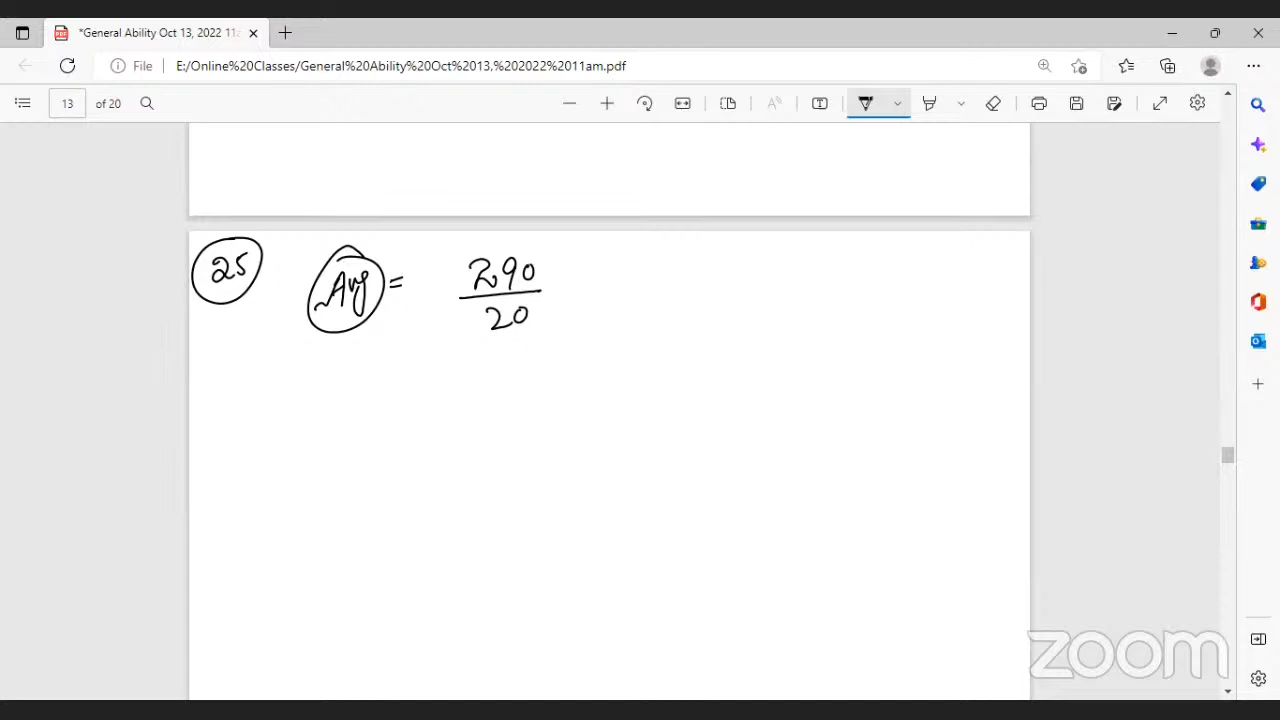 *General Ability Oct 13, 2022 11a
File E:/Online%20Classes/General%20Ability%20Oct%2013,%202022%2011am.pdf
13 of 20
25 Avg = 290
20
zoom